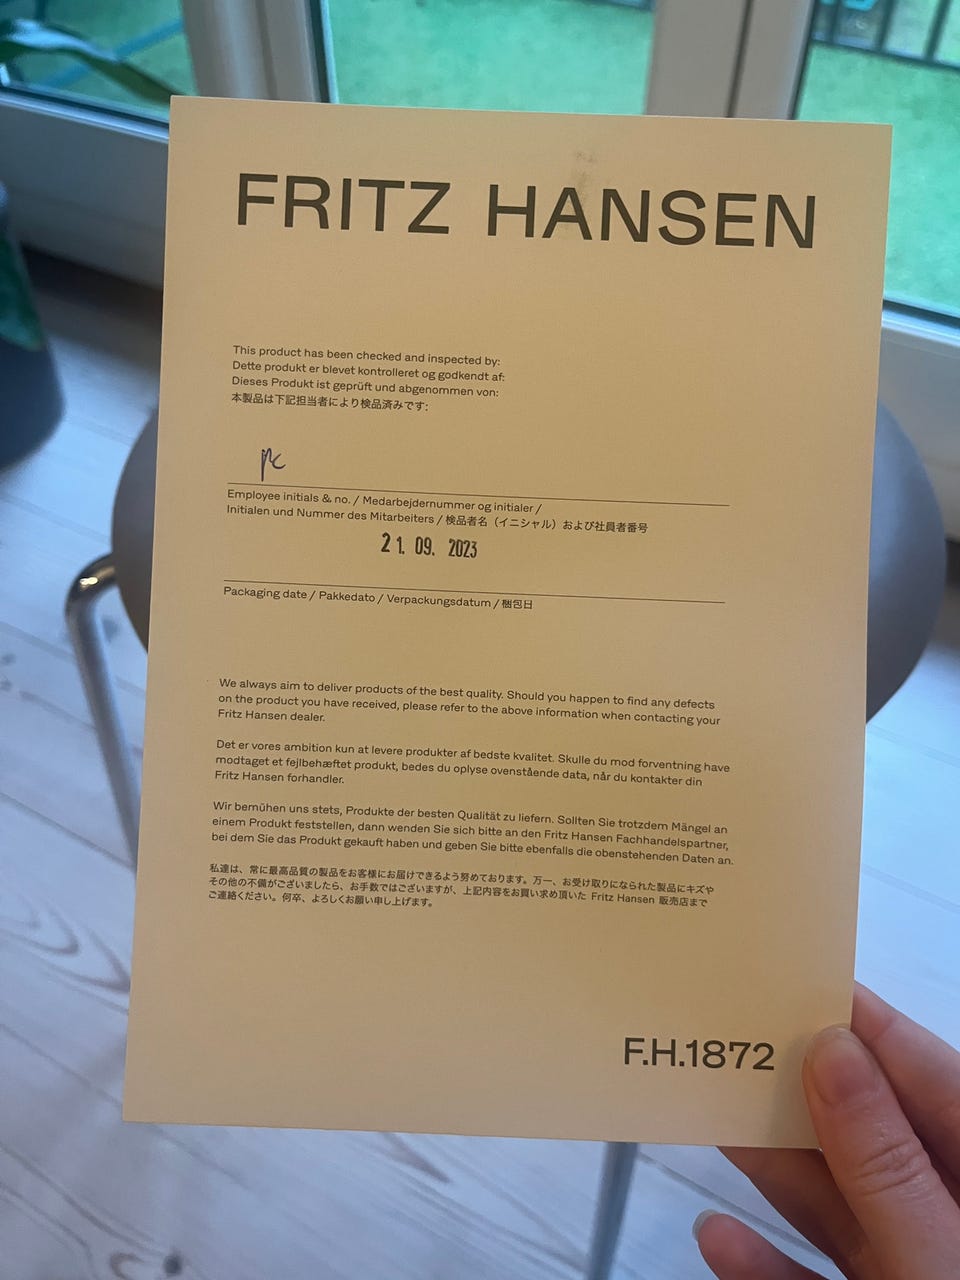 FRITZ HANSEN
This product has been checked and inspected by:
Dette produkt er blevet kontrolleret og godkendt af:
Dieses Produkt ist geprüft und abgenommen von:
本製品は下記担当者により検品済みです:
Employee initials & no. / Medarbejdernummer og initialer /
Initialen und Nummer des Mitarbeiters / 検品者名（イニシャル）および社員者番号
21. 09. 2023
Packaging date / Pakkedato / Verpackungsdatum / 梱包日
We always aim to deliver products of the best quality. Should you happen to find any defects
on the product you have received, please refer to the above information when contacting your
Fritz Hansen dealer.
Det er vores ambition kun at levere produkter af bedste kvalitet. Skulle du mod forventning have
modtaget et fejlbehæftet produkt, bedes du oplyse ovenstående data, når du kontakter din
Fritz Hansen forhandler.
Wir bemühen uns stets, Produkte der besten Qualität zu liefern. Sollten Sie trotzdem Mängel an
einem Produkt feststellen, dann wenden Sie sich bitte an den Fritz Hansen Fachhandelspartner,
bei dem Sie das Produkt gekauft haben und geben Sie bitte ebenfalls die obenstehenden Daten an.
私達は、常に最高品質の製品をお客様にお届けできるよう努めております。万一、お受け取りになられた製品にキズや
その他の不備がございましたら、お手数ではございますが、上記内容をお買い求め頂いた Fritz Hansen 販売店まで
ご連絡ください。何卒、よろしくお願い申し上げます。
F.H.1872